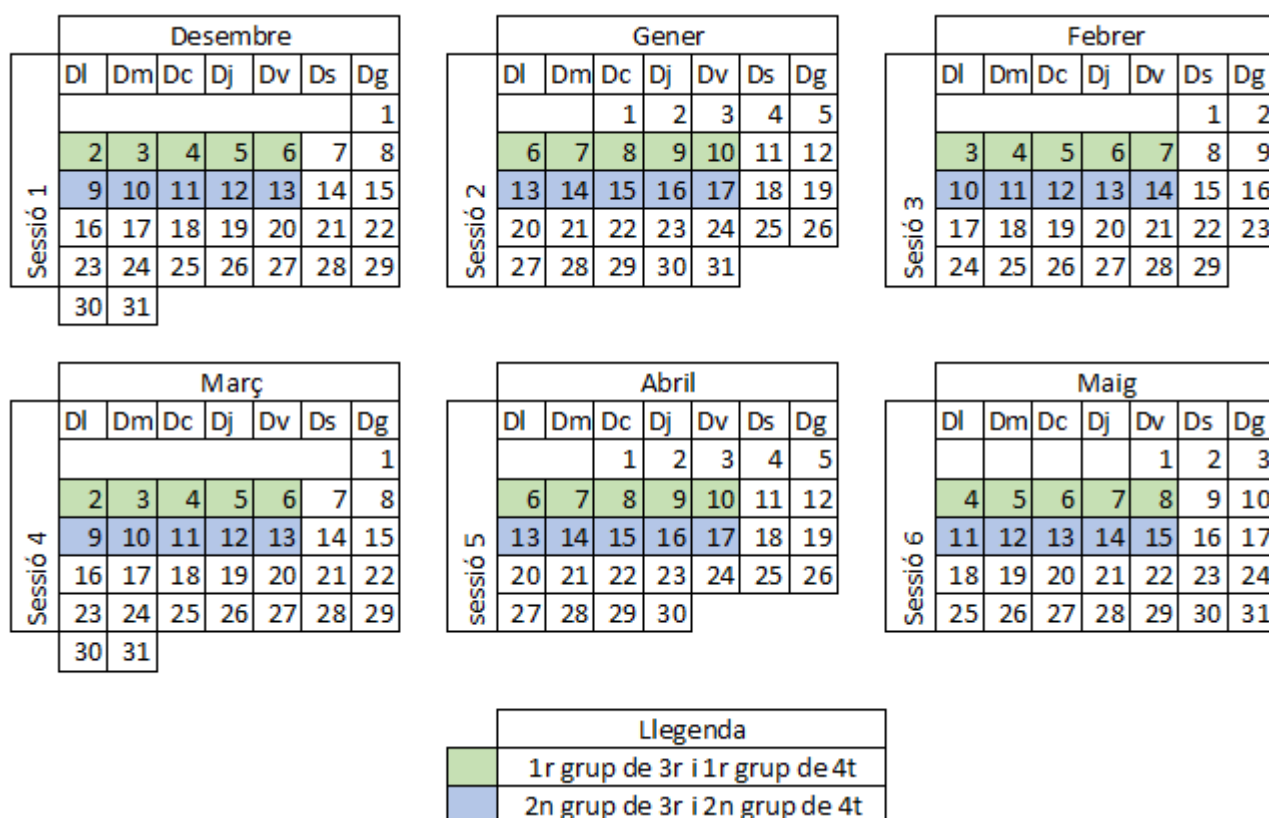 Desembre
Sessió 1
Dl Dm Dc Dj Dv Ds Dg
1
2 3 4 5 6 7 8
9 10 11 12 13 14 15
16 17 18 19 20 21 22
23 24 25 26 27 28 29
30 31
Gener
Sessió 2
Dl Dm Dc Dj Dv Ds Dg
1 2 3 4 5
6 7 8 9 10 11 12
13 14 15 16 17 18 19
20 21 22 23 24 25 26
27 28 29 30 31
Febrer
Sesió 3
Dl Dm Dc Dj Dv Ds Dg
1 2
3 4 5 6 7 8 9
10 11 12 13 14 15 16
17 18 19 20 21 22 23
24 25 26 27 28 29
Març
Sessió 4
Dl Dm Dc Dj Dv Ds Dg
1
2 3 4 5 6 7 8
9 10 11 12 13 14 15
16 17 18 19 20 21 22
23 24 25 26 27 28 29
30 31
Abril
sessió 5
Dl Dm Dc Dj Dv Ds Dg
1 2 3 4 5
6 7 8 9 10 11 12
13 14 15 16 17 18 19
20 21 22 23 24 25 26
27 28 29 30
Maig
Sessió 6
Dl Dm Dc Dj Dv Ds Dg
1 2 3
4 5 6 7 8 9 10
11 12 13 14 15 16 17
18 19 20 21 22 23 24
25 26 27 28 29 30 31
Llegenda
1r grup de 3r i 1r grup de 4t
2n grup de 3r i 2n grup de 4t